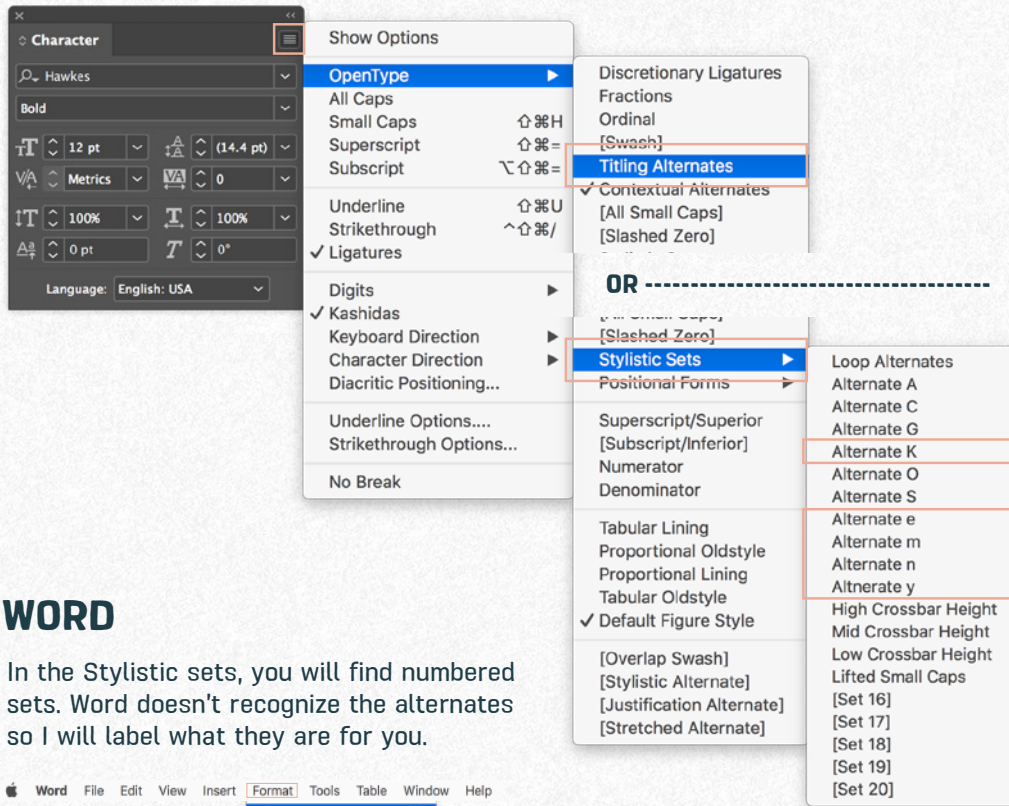 Character
Hawkes
Bold
12 pt (14.4 pt)
Metrics 0
100% 100%
0 pt 0°
Language: English: USA
Show Options
OpenType
All Caps
Small Caps ⇧⌘H
Superscript ⇧⌘=
Subscript ⌥⇧⌘=
Underline ⇧⌘U
Strikethrough ^⇧⌘/
✓ Ligatures
Digits
✓ Kashidas
Keyboard Direction
Character Direction
Diacritic Positioning...
Underline Options....
Strikethrough Options...
No Break
Discretionary Ligatures
Fractions
Ordinal
[Swash]
Titling Alternates
✓ Contextual Alternates
[All Small Caps]
[Slashed Zero]
OR --------------------------------------
[All Small Caps]
[Slashed Zero]
Stylistic Sets
Positional Forms
Superscript/Superior
[Subscript/Inferior]
Numerator
Denominator
Tabular Lining
Proportional Oldstyle
Proportional Lining
Tabular Oldstyle
✓ Default Figure Style
[Overlap Swash]
[Stylistic Alternate]
[Justification Alternate]
[Stretched Alternate]
Loop Alternates
Alternate A
Alternate C
Alternate G
Alternate K
Alternate O
Alternate S
Alternate e
Alternate m
Alternate n
Altnerate y
High Crossbar Height
Mid Crossbar Height
Low Crossbar Height
Lifted Small Caps
[Set 16]
[Set 17]
[Set 18]
[Set 19]
[Set 20]
WORD
In the Stylistic sets, you will find numbered
sets. Word doesn't recognize the alternates
so I will label what they are for you.
Word File Edit View Insert Format Tools Table Window Help